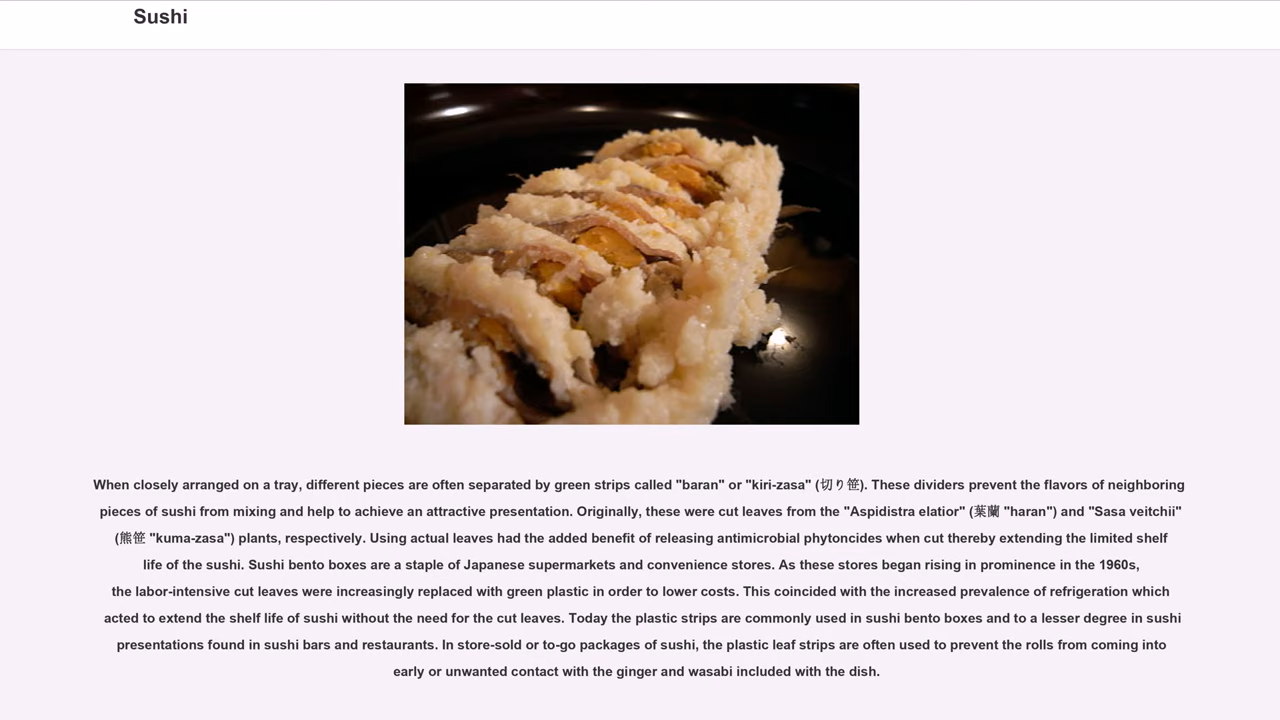 Sushi
When closely arranged on a tray, different pieces are often separated by green strips called "baran" or "kiri-zasa" (切り笹). These dividers prevent the flavors of neighboring
pieces of sushi from mixing and help to achieve an attractive presentation. Originally, these were cut leaves from the "Aspidistra elatior" (葉蘭 "haran") and "Sasa veitchii"
(熊笹 "kuma-zasa") plants, respectively. Using actual leaves had the added benefit of releasing antimicrobial phytoncides when cut thereby extending the limited shelf
life of the sushi. Sushi bento boxes are a staple of Japanese supermarkets and convenience stores. As these stores began rising in prominence in the 1960s,
the labor-intensive cut leaves were increasingly replaced with green plastic in order to lower costs. This coincided with the increased prevalence of refrigeration which
acted to extend the shelf life of sushi without the need for the cut leaves. Today the plastic strips are commonly used in sushi bento boxes and to a lesser degree in sushi
presentations found in sushi bars and restaurants. In store-sold or to-go packages of sushi, the plastic leaf strips are often used to prevent the rolls from coming into
early or unwanted contact with the ginger and wasabi included with the dish.